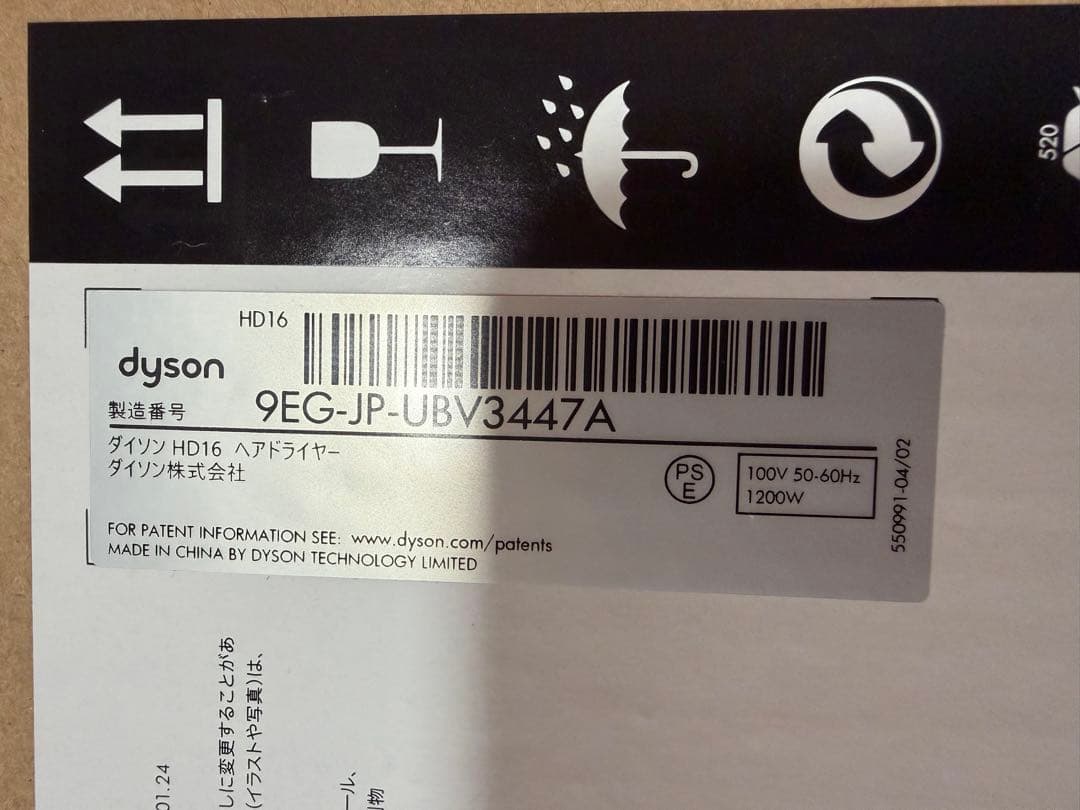 520
HD16
dyson
製造番号
9EG-JP-UBV3447A
ダイソン HD16 ヘアドライヤー
ダイソン株式会社
PS
E
100V 50-60Hz
1200W
550991-04/02
FOR PATENT INFORMATION SEE: www.dyson.com/patents
MADE IN CHINA BY DYSON TECHNOLOGY LIMITED
01.24
しに変更することがあ
(イラストや写真)は、
ール、